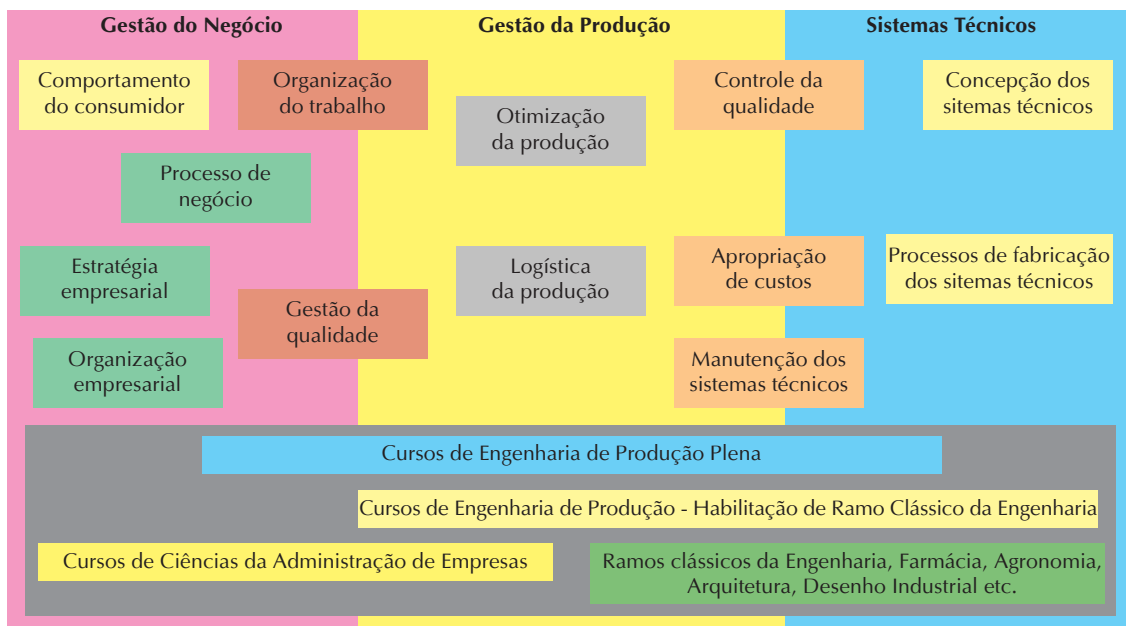 Gestão do Negócio
Gestão da Produção
Sistemas Técnicos
Comportamento
do consumidor
Organização
do trabalho
Otimização
da produção
Controle da
qualidade
Concepção dos
sitemas técnicos
Processo de
negócio
Estratégia
empresarial
Logística
da produção
Apropriação
de custos
Processos de fabricação
dos sitemas técnicos
Gestão da
qualidade
Organização
empresarial
Manutenção dos
sistemas técnicos
Cursos de Engenharia de Produção Plena
Cursos de Engenharia de Produção - Habilitação de Ramo Clássico da Engenharia
Cursos de Ciências da Administração de Empresas
Ramos clássicos da Engenharia, Farmácia, Agronomia,
Arquitetura, Desenho Industrial etc.